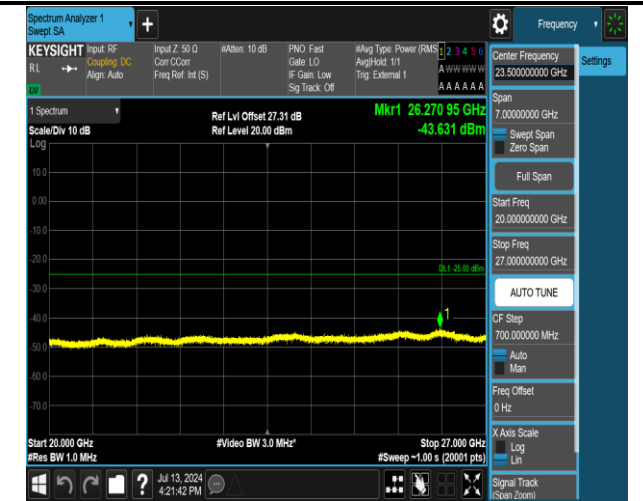 Spectrum Analyzer 1
Swept SA
+
Frequency
KEYSIGHT
RL
Input: RF
Coupling: DC
Align: Auto
Input Z: 50 Ω
Corr CCorr
Freq Ref: Int (S)
#Atten: 10 dB
PNO: Fast
Gate: LO
IF Gain: Low
Sig Track: Off
#Avg Type: Power (RMS
Avg|Hold: 1/1
Trig: External 1
1 2 3 4 5 6
A W W W W W
A A A A A A
1 Spectrum
Scale/Div 10 dB
Log
Ref Lvl Offset 27.31 dB
Ref Level 20.00 dBm
Mkr1 26.270 95 GHz
-43.631 dBm
10.0
0.00
-10.0
-20.0
-30.0
-40.0
-50.0
-60.0
-70.0
DL1 -25.00 dBm
1
Start 20.000 GHz
#Res BW 1.0 MHz
#Video BW 3.0 MHz*
Stop 27.000 GHz
#Sweep ~1.00 s (20001 pts)
Center Frequency
23.500000000 GHz
Settings
Span
7.00000000 GHz
Swept Span
Zero Span
Full Span
Start Freq
20.000000000 GHz
Stop Freq
27.000000000 GHz
AUTO TUNE
CF Step
700.000000 MHz
Auto
Man
Freq Offset
0 Hz
X Axis Scale
Log
Lin
Signal Track
(Span Zoom)
?
Jul 13, 2024
4:21:42 PM